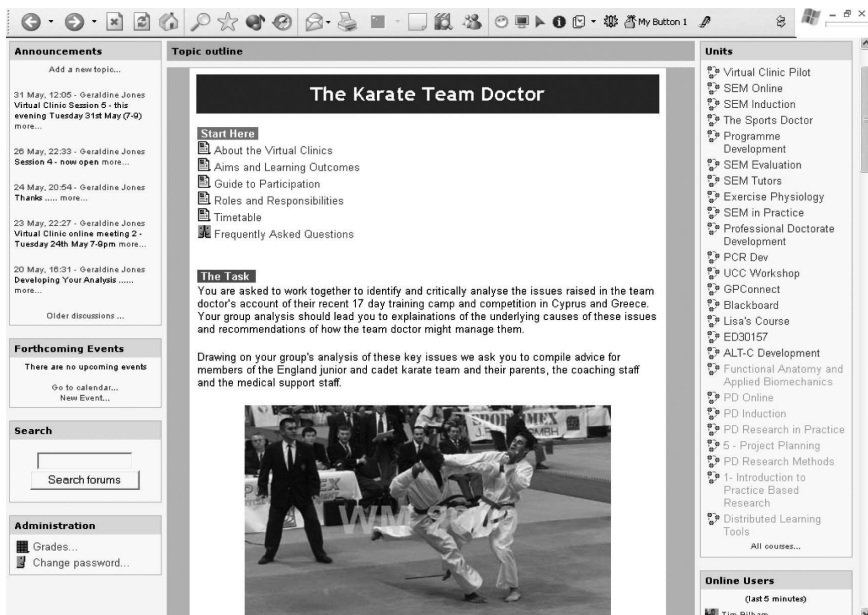 My Button 1
Announcements
Add a new topic...
31 May, 12:05 - Geraldine Jones
Virtual Clinic Session 5 - this
evening Tuesday 31st May (7-9)
more...
26 May, 22:33 - Geraldine Jones
Session 4 - now open more...
24 May, 20:54 - Geraldine Jones
Thanks ..... more...
23 May, 22:27 - Geraldine Jones
Virtual Clinic online meeting 2 -
Tuesday 24th May 7-9pm more...
20 May, 16:31 - Geraldine Jones
Developing Your Analysis ......
more...
Older discussions ...
Forthcoming Events
There are no upcoming events
Go to calendar...
New Event...
Search
Search forums
Administration
Grades...
Change password...
Topic outline
The Karate Team Doctor
Start Here
About the Virtual Clinics
Aims and Learning Outcomes
Guide to Participation
Roles and Responsibilities
Timetable
Frequently Asked Questions
The Task
You are asked to work together to identify and critically analyse the issues raised in the team
doctor's account of their recent 17 day training camp and competition in Cyprus and Greece.
Your group analysis should lead you to explainations of the underlying causes of these issues
and recommendations of how the team doctor might manage them.
Drawing on your group's analysis of these key issues we ask you to compile advice for
members of the England junior and cadet karate team and their parents, the coaching staff
and the medical support staff.
Units
Virtual Clinic Pilot
SEM Online
SEM Induction
The Sports Doctor
Programme
Development
SEM Evaluation
SEM Tutors
Exercise Physiology
SEM in Practice
Professional Doctorate
Development
PCR Dev
UCC Workshop
GPConnect
Blackboard
Lisa's Course
ED30157
ALT-C Development
Functional Anatomy and
Applied Biomechanics
PD Online
PD Induction
PD Research in Practice
5 - Project Planning
PD Research Methods
1- Introduction to
Practice Based
Research
Distributed Learning
Tools
All courses...
Online Users
(last 5 minutes)